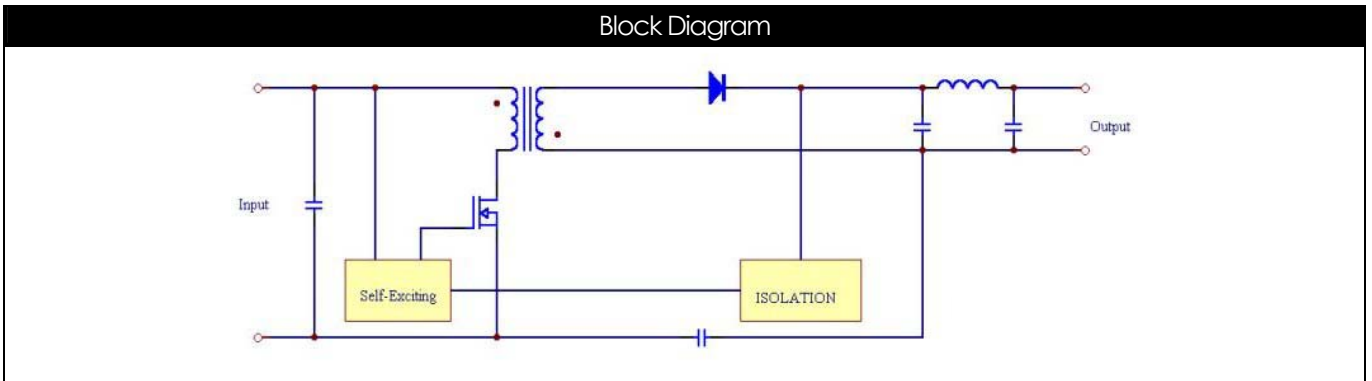 Block Diagram
Output
Input
Self-Exciting
ISOLATION